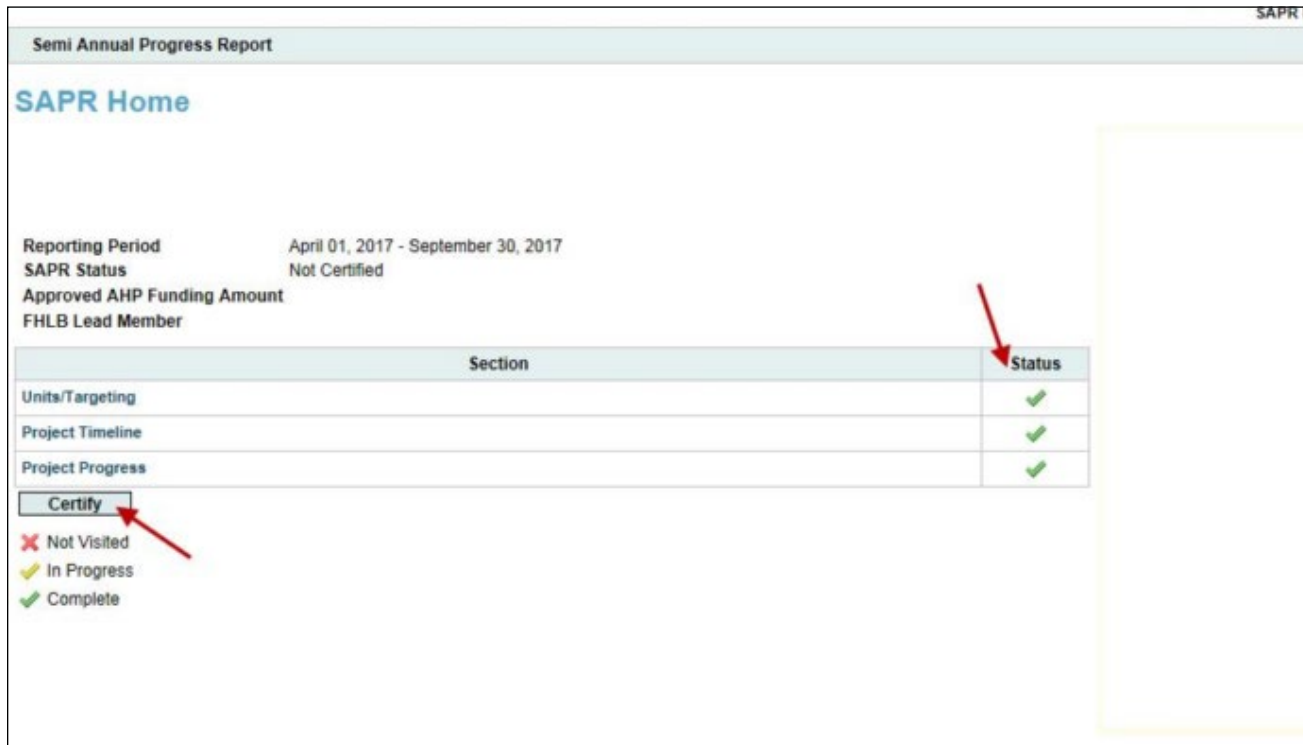 SAPR
Semi Annual Progress Report
SAPR Home
Reporting Period April 01, 2017 - September 30, 2017
SAPR Status Not Certified
Approved AHP Funding Amount
FHLB Lead Member
Section Status
Units/Targeting
Project Timeline
Project Progress
Certify
Not Visited
In Progress
Complete